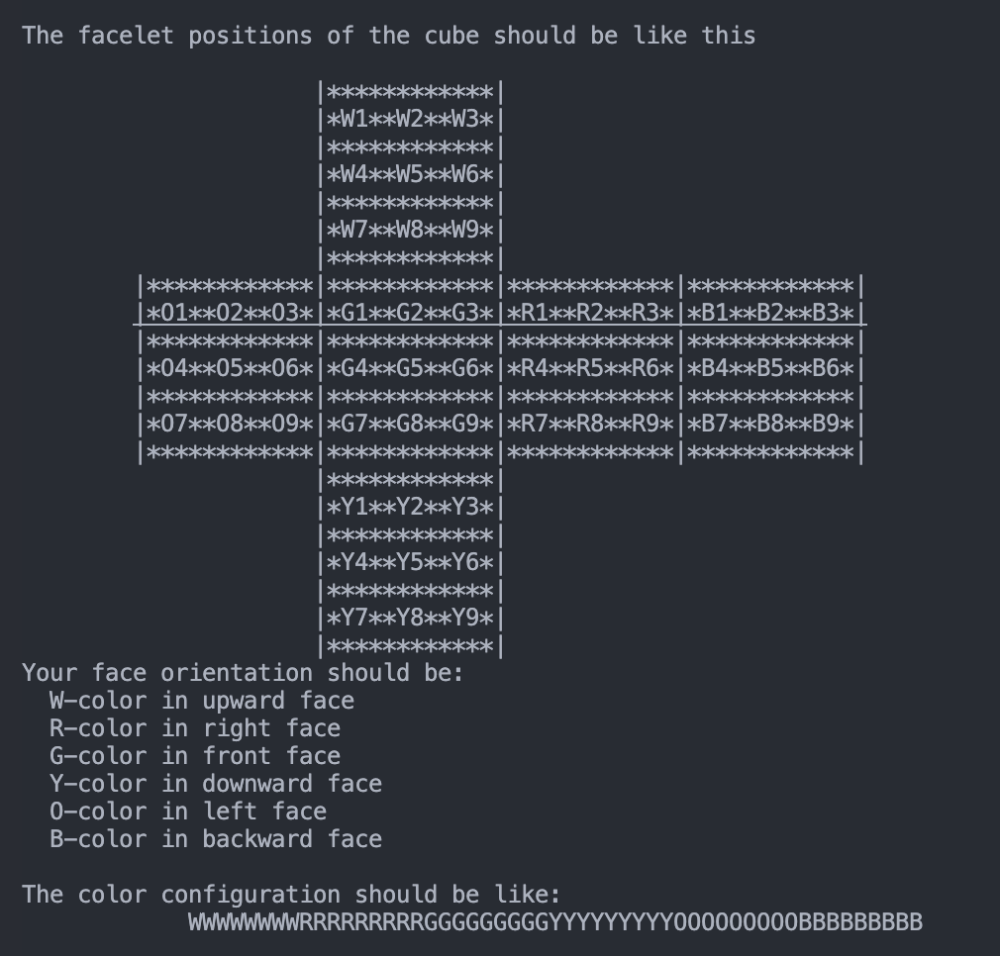 The facelet positions of the cube should be like this
|************|
|*W1**W2**W3*|
|************|
|*W4**W5**W6*|
|************|
|*W7**W8**W9*|
|************|
|************|************|************|************|
|*O1**O2**O3*|*G1**G2**G3*|*R1**R2**R3*|*B1**B2**B3*|
|************|************|************|************|
|*O4**O5**O6*|*G4**G5**G6*|*R4**R5**R6*|*B4**B5**B6*|
|************|************|************|************|
|*O7**O8**O9*|*G7**G8**G9*|*R7**R8**R9*|*B7**B8**B9*|
|************|************|************|************|
|************|
|*Y1**Y2**Y3*|
|************|
|*Y4**Y5**Y6*|
|************|
|*Y7**Y8**Y9*|
|************|
Your face orientation should be:
W-color in upward face
R-color in right face
G-color in front face
Y-color in downward face
O-color in left face
B-color in backward face
The color configuration should be like:
WWWWWWWWRRRRRRRRRGGGGGGGGGYYYYYYYYYOOOOOOOOOBBBBBBBBB